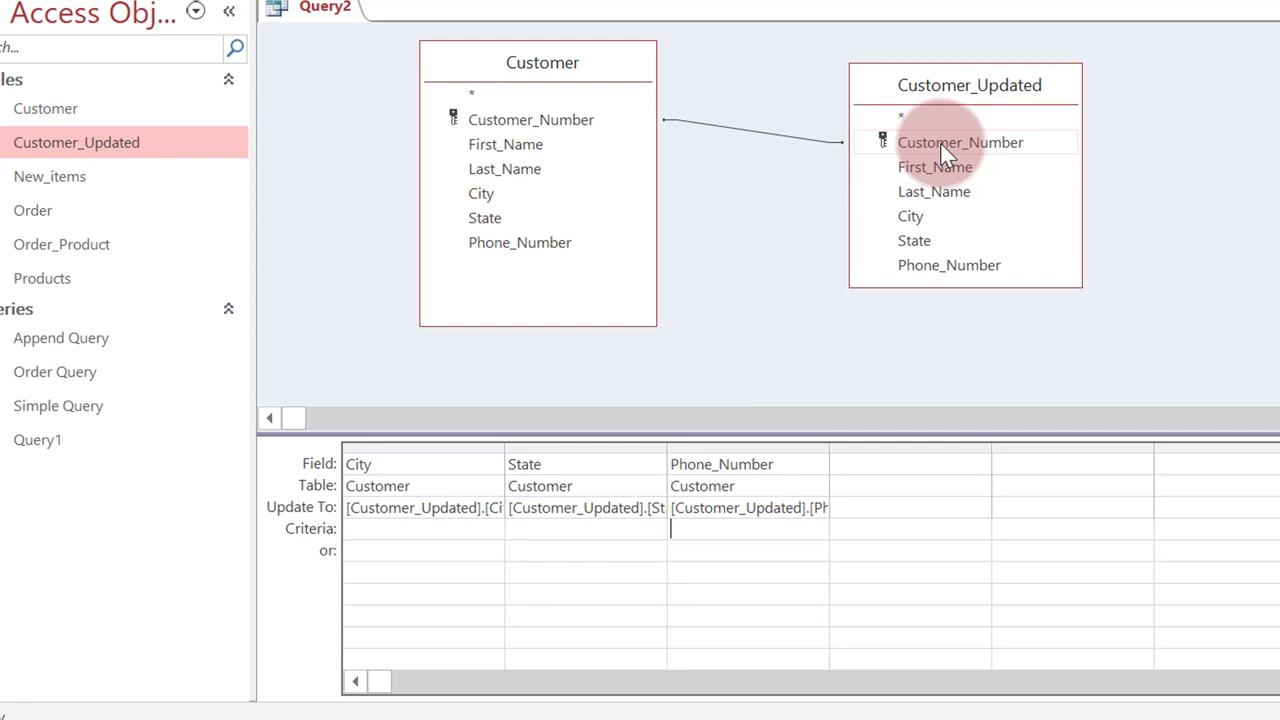 Access Obj...
Query2
ch...
les
Customer
Customer_Updated
New_items
Order
Order_Product
Products
eries
Append Query
Order Query
Simple Query
Query1
Customer
*
Customer_Number
First_Name
Last_Name
City
State
Phone_Number
Customer_Updated
*
Customer_Number
First_Name
Last_Name
City
State
Phone_Number
Field: City State Phone_Number
Table: Customer Customer Customer
Update To: [Customer_Updated].[Ci [Customer_Updated].[St [Customer_Updated].[Ph
Criteria:
or: